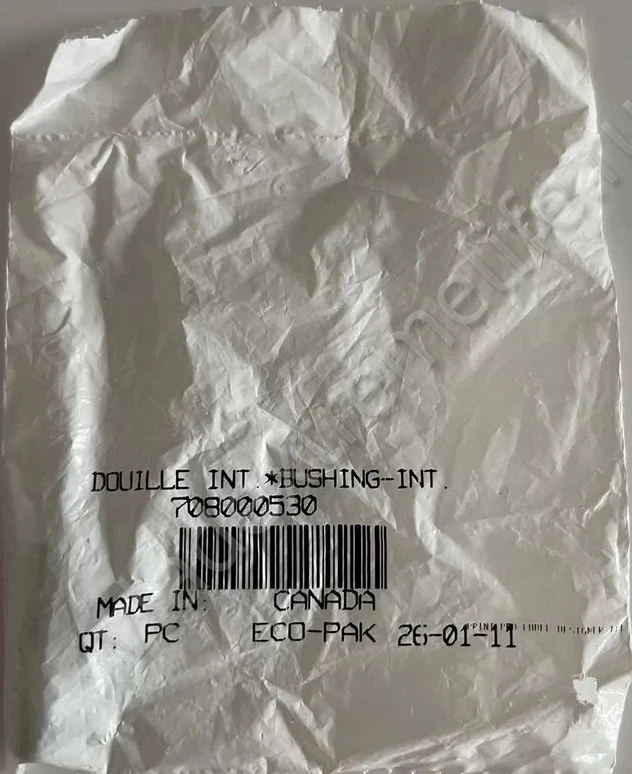 DOUILLE INT.*BUSHING-INT.
708000530
MADE IN: CANADA
QT: PC ECO-PAK 26-01-11